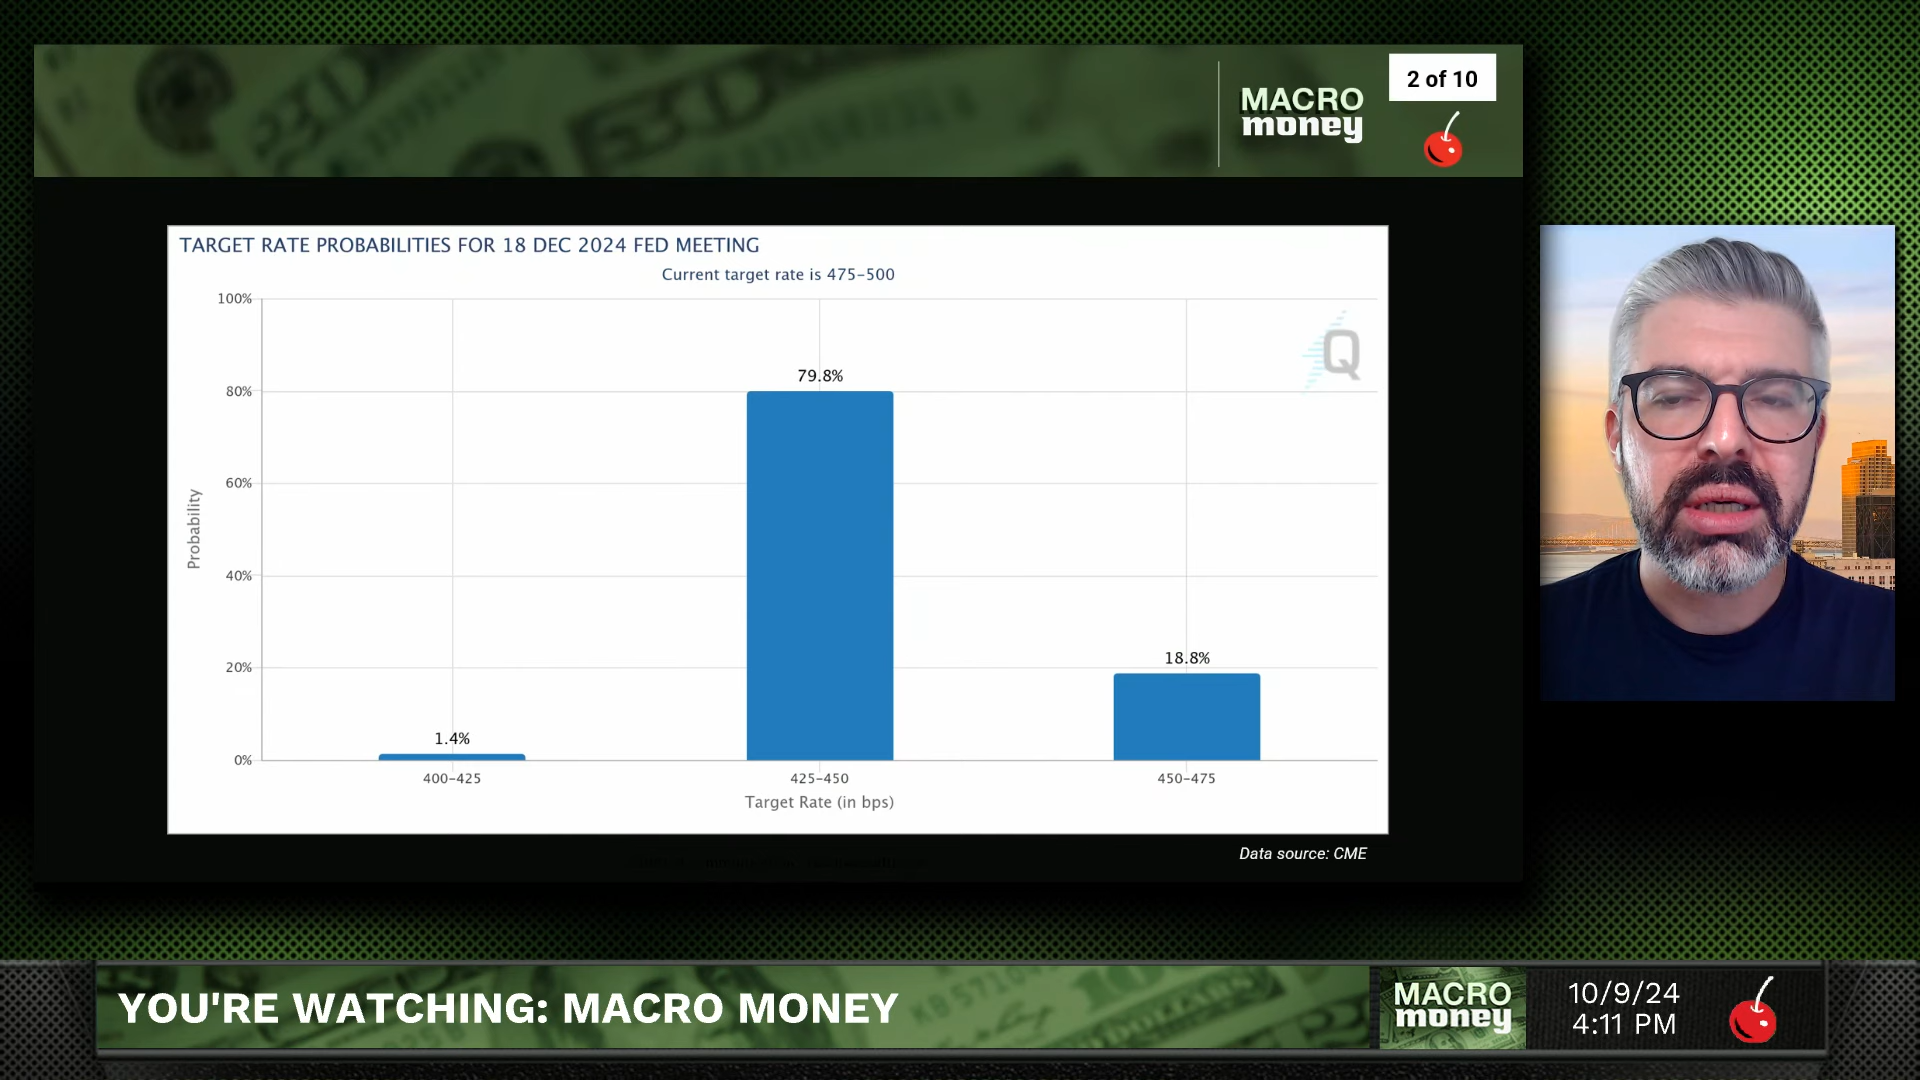 MACRO
money
2 of 10
TARGET RATE PROBABILITIES FOR 18 DEC 2024 FED MEETING
Current target rate is 475-500
100%
80%
60%
40%
20%
0%
Probability
1.4%
79.8%
18.8%
Q
400-425
425-450
450-475
Target Rate (in bps)
Data source: CME
YOU'RE WATCHING: MACRO MONEY
MACRO
money
10/9/24
4:11 PM